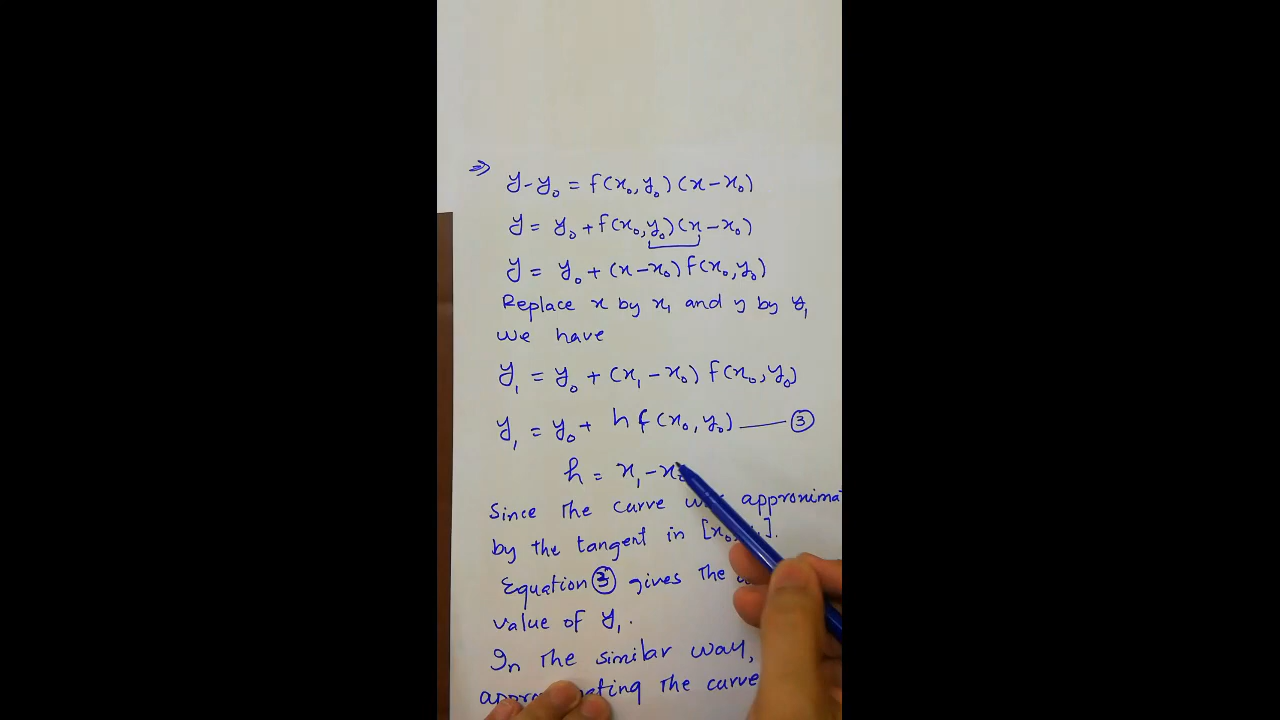 ⇒ y - y₀ = f(x₀, y₀)(x - x₀)
y = y₀ + f(x₀, y₀)(x - x₀)
y = y₀ + (x - x₀) f(x₀, y₀)
Replace x by x₁ and y by y₁
we have
y₁ = y₀ + (x₁ - x₀) f(x₀, y₀)
y₁ = y₀ + h f(x₀, y₀) — ③
h = x₁ - x₀
Since the curve approxima
by the tangent in
Equation ③ gives the
value of y₁.
In the similar way,
the curve